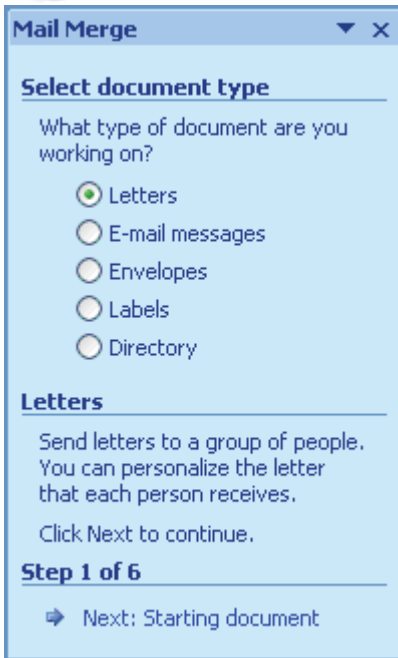 Mail Merge
Select document type
What type of document are you
working on?
Letters
E-mail messages
Envelopes
Labels
Directory
Letters
Send letters to a group of people.
You can personalize the letter
that each person receives.
Click Next to continue.
Step 1 of 6
Next: Starting document